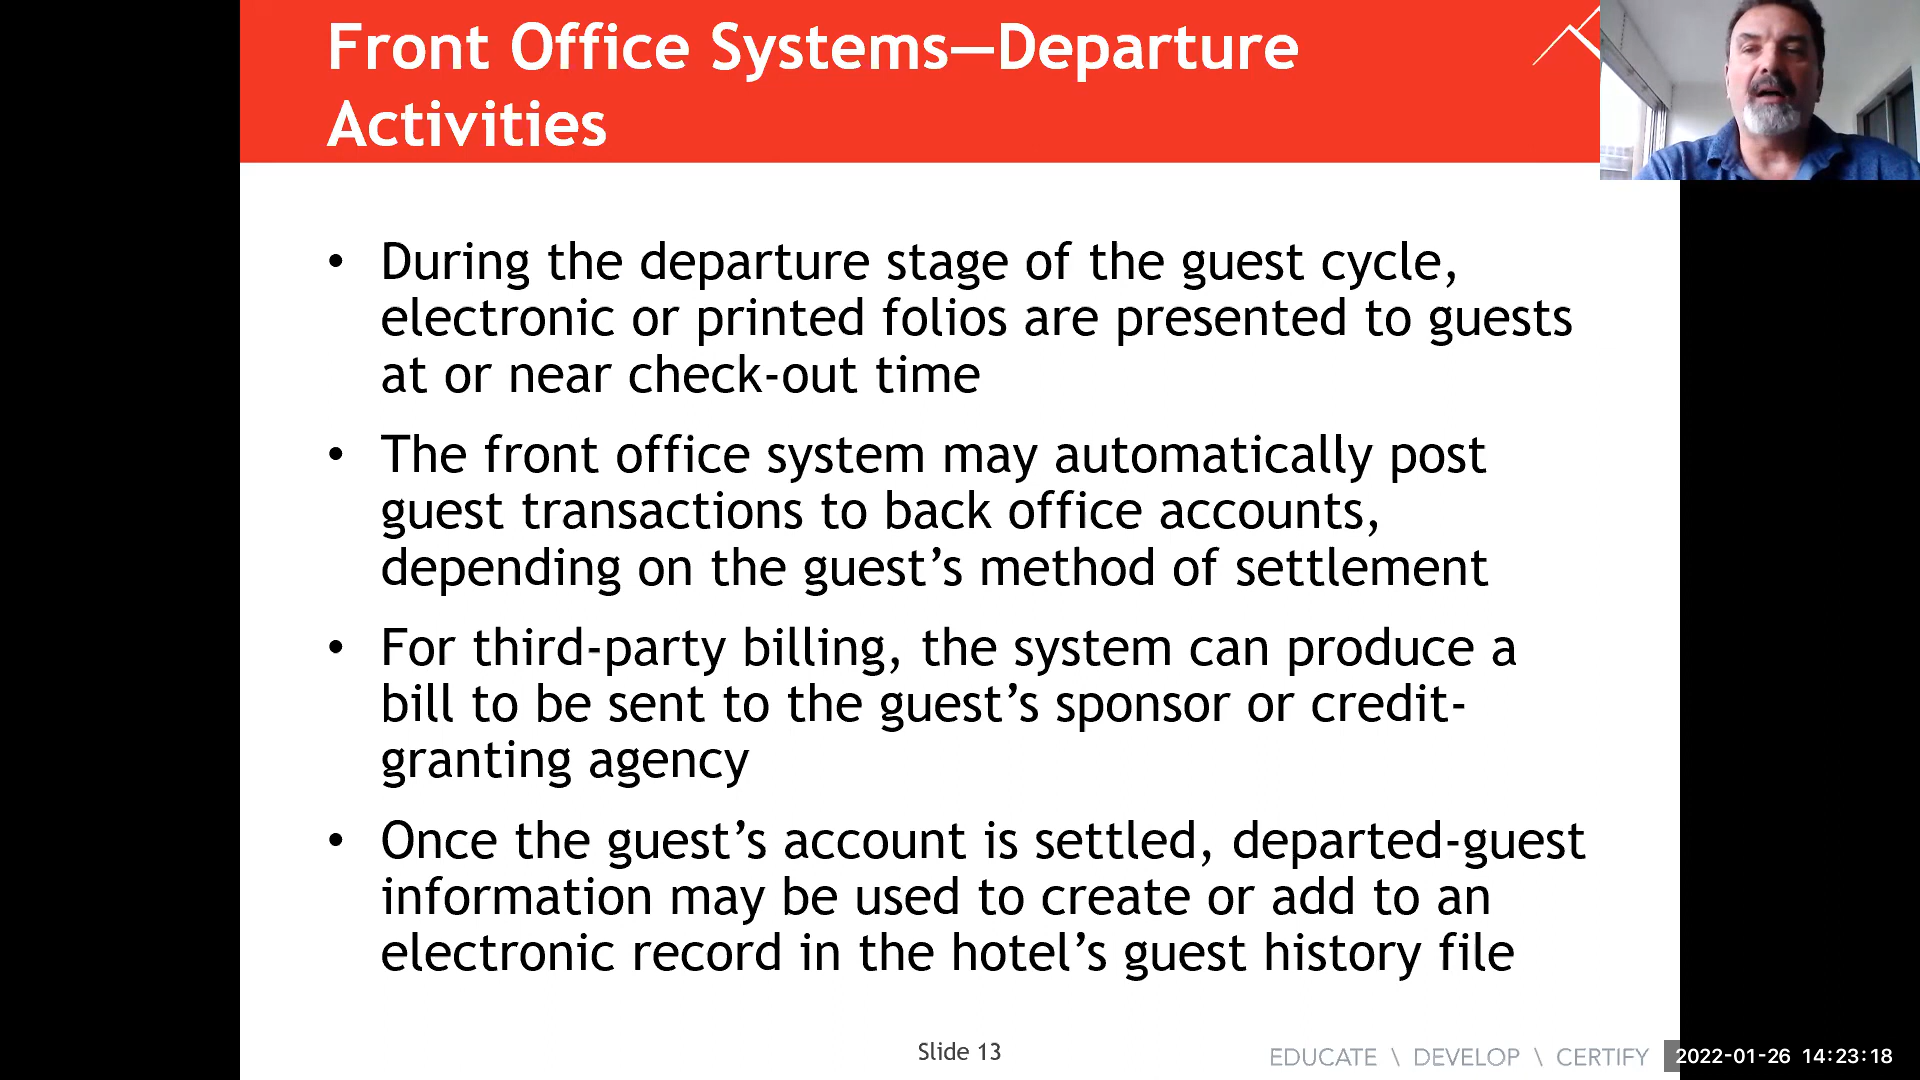 Front Office Systems—Departure
Activities
• During the departure stage of the guest cycle,
electronic or printed folios are presented to guests
at or near check-out time
• The front office system may automatically post
guest transactions to back office accounts,
depending on the guest’s method of settlement
• For third-party billing, the system can produce a
bill to be sent to the guest’s sponsor or credit-
granting agency
• Once the guest’s account is settled, departed-guest
information may be used to create or add to an
electronic record in the hotel’s guest history file
Slide 13
EDUCATE \ DEVELOP \ CERTIFY
2022-01-26 14:23:18